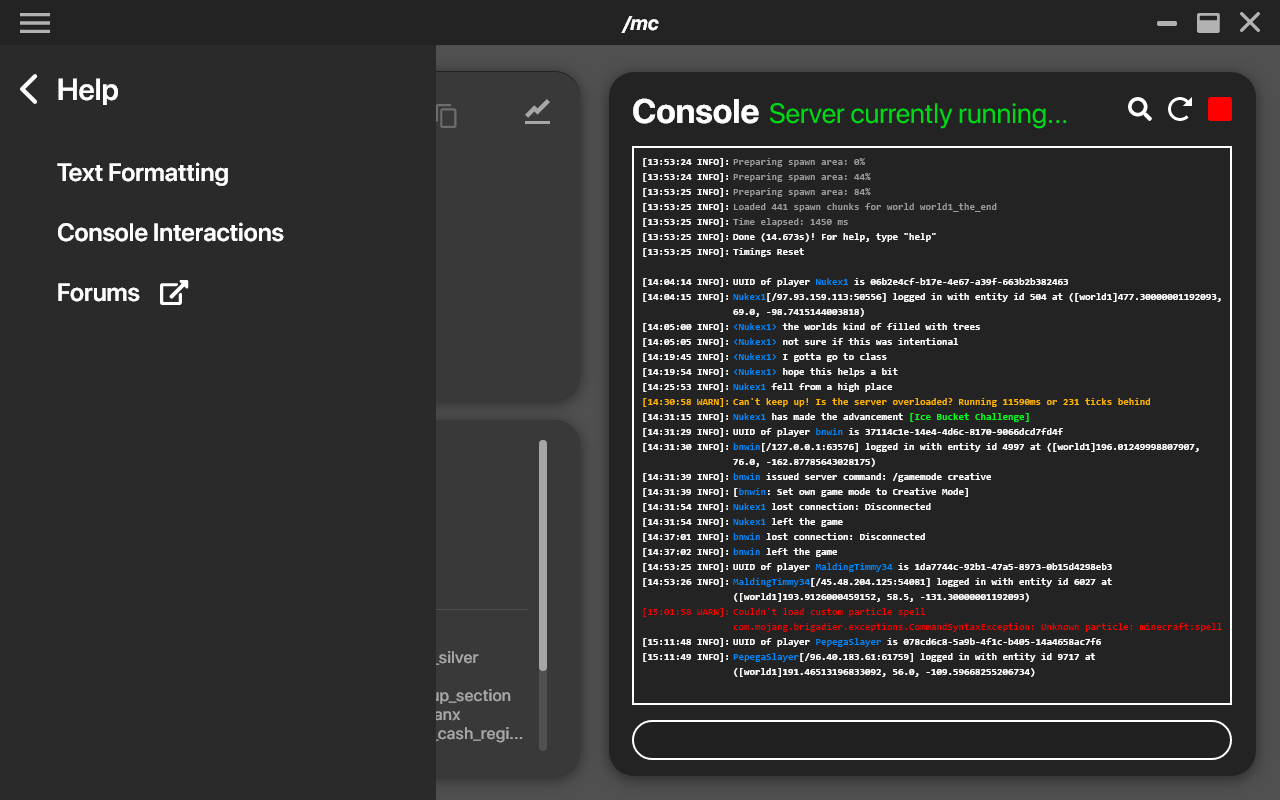 /mc
Help
Text Formatting
Console Interactions
Forums
_silver
up_section
anx
_cash_regi...
Console Server currently running...
[13:53:24 INFO]: Preparing spawn area: 0%
[13:53:24 INFO]: Preparing spawn area: 44%
[13:53:25 INFO]: Preparing spawn area: 84%
[13:53:25 INFO]: Loaded 441 spawn chunks for world world1_the_end
[13:53:25 INFO]: Time elapsed: 1450 ms
[13:53:25 INFO]: Done (14.673s)! For help, type "help"
[13:53:25 INFO]: Timings Reset
[14:04:14 INFO]: UUID of player Nukex1 is 06b2e4cf-b17e-4e67-a39f-663b2b382463
[14:04:15 INFO]: Nukex1[/97.93.159.113:50556] logged in with entity id 504 at ([world1]477.30000001192093,
69.0, -98.7415144003818)
[14:05:00 INFO]: <Nukex1> the worlds kind of filled with trees
[14:05:05 INFO]: <Nukex1> not sure if this was intentional
[14:19:45 INFO]: <Nukex1> I gotta go to class
[14:19:54 INFO]: <Nukex1> hope this helps a bit
[14:25:53 INFO]: Nukex1 fell from a high place
[14:30:58 WARN]: Can't keep up! Is the server overloaded? Running 11590ms or 231 ticks behind
[14:31:15 INFO]: Nukex1 has made the advancement [Ice Bucket Challenge]
[14:31:29 INFO]: UUID of player bnwin is 37114c1e-14e4-4d6c-8170-9066dcd7fd4f
[14:31:30 INFO]: bnwin[/127.0.0.1:63576] logged in with entity id 4997 at ([world1]196.01249998807907,
76.0, -162.87785643028175)
[14:31:39 INFO]: bnwin issued server command: /gamemode creative
[14:31:39 INFO]: [bnwin: Set own game mode to Creative Mode]
[14:31:54 INFO]: Nukex1 lost connection: Disconnected
[14:31:54 INFO]: Nukex1 left the game
[14:37:01 INFO]: bnwin lost connection: Disconnected
[14:37:02 INFO]: bnwin left the game
[14:53:25 INFO]: UUID of player MaldingTimmy34 is 1da7744c-92b1-47a5-8973-0b15d4298eb3
[14:53:26 INFO]: MaldingTimmy34[/45.48.204.125:54081] logged in with entity id 6027 at
([world1]193.9126000459152, 58.5, -131.30000001192093)
[15:01:58 WARN]: Couldn't load custom particle spell
com.mojang.brigadier.exceptions.CommandSyntaxException: Unknown particle: minecraft:spell
[15:11:48 INFO]: UUID of player PepegaSlayer is 078cd6c8-5a9b-4f1c-b405-14a4658ac7f6
[15:11:49 INFO]: PepegaSlayer[/96.40.183.61:61759] logged in with entity id 9717 at
([world1]191.46513196833092, 56.0, -109.59668255206734)